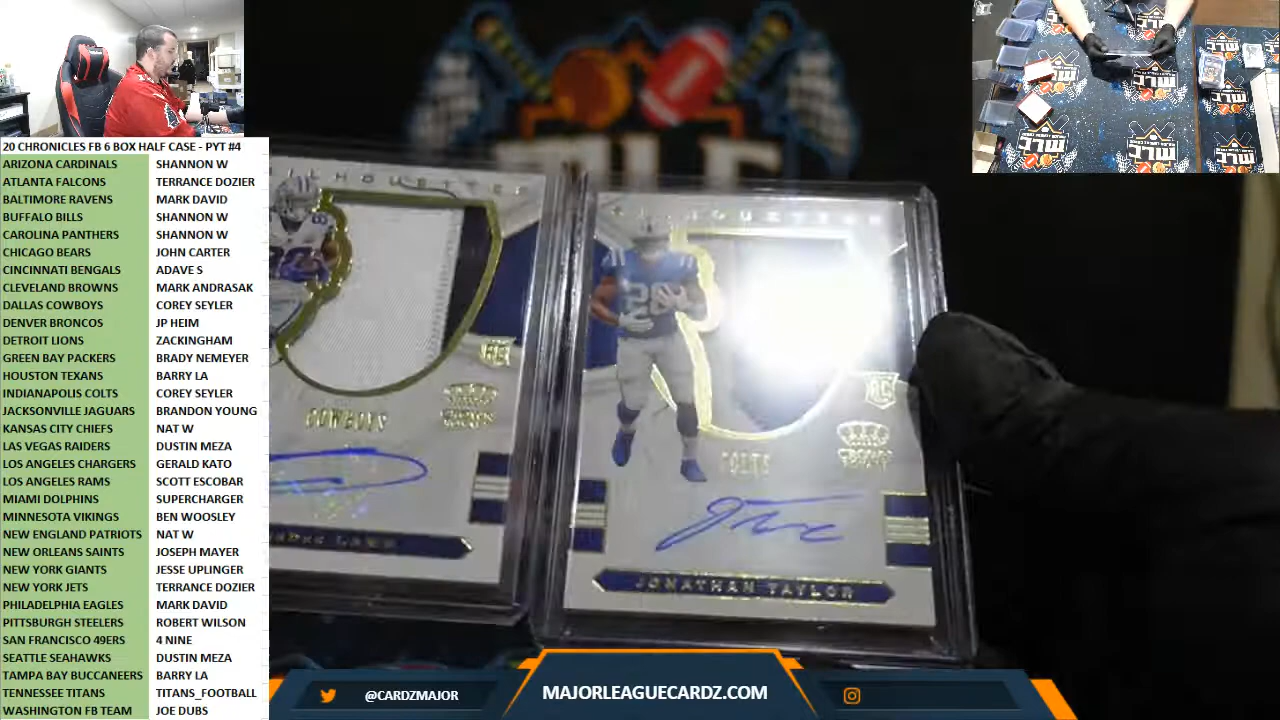 20 CHRONICLES FB 6 BOX HALF CASE - PYT #4
ARIZONA CARDINALS SHANNON W
ATLANTA FALCONS TERRANCE DOZIER
BALTIMORE RAVENS MARK DAVID
BUFFALO BILLS SHANNON W
CAROLINA PANTHERS SHANNON W
CHICAGO BEARS JOHN CARTER
CINCINNATI BENGALS ADAVE S
CLEVELAND BROWNS MARK ANDRASAK
DALLAS COWBOYS COREY SEYLER
DENVER BRONCOS JP HEIM
DETROIT LIONS ZACKINGHAM
GREEN BAY PACKERS BRADY NEMEYER
HOUSTON TEXANS BARRY LA
INDIANAPOLIS COLTS COREY SEYLER
JACKSONVILLE JAGUARS BRANDON YOUNG
KANSAS CITY CHIEFS NAT W
LAS VEGAS RAIDERS DUSTIN MEZA
LOS ANGELES CHARGERS GERALD KATO
LOS ANGELES RAMS SCOTT ESCOBAR
MIAMI DOLPHINS SUPERCHARGER
MINNESOTA VIKINGS BEN WOOSLEY
NEW ENGLAND PATRIOTS NAT W
NEW ORLEANS SAINTS JOSEPH MAYER
NEW YORK GIANTS JESSE UPLINGER
NEW YORK JETS TERRANCE DOZIER
PHILADELPHIA EAGLES MARK DAVID
PITTSBURGH STEELERS ROBERT WILSON
SAN FRANCISCO 49ERS 4 NINE
SEATTLE SEAHAWKS DUSTIN MEZA
TAMPA BAY BUCCANEERS BARRY LA
TENNESSEE TITANS TITANS_FOOTBALL
WASHINGTON FB TEAM JOE DUBS
COWBOYS
28
RC
COLTS
JONATHAN TAYLOR
@CARDZMAJOR
MAJORLEAGUECARDZ.COM